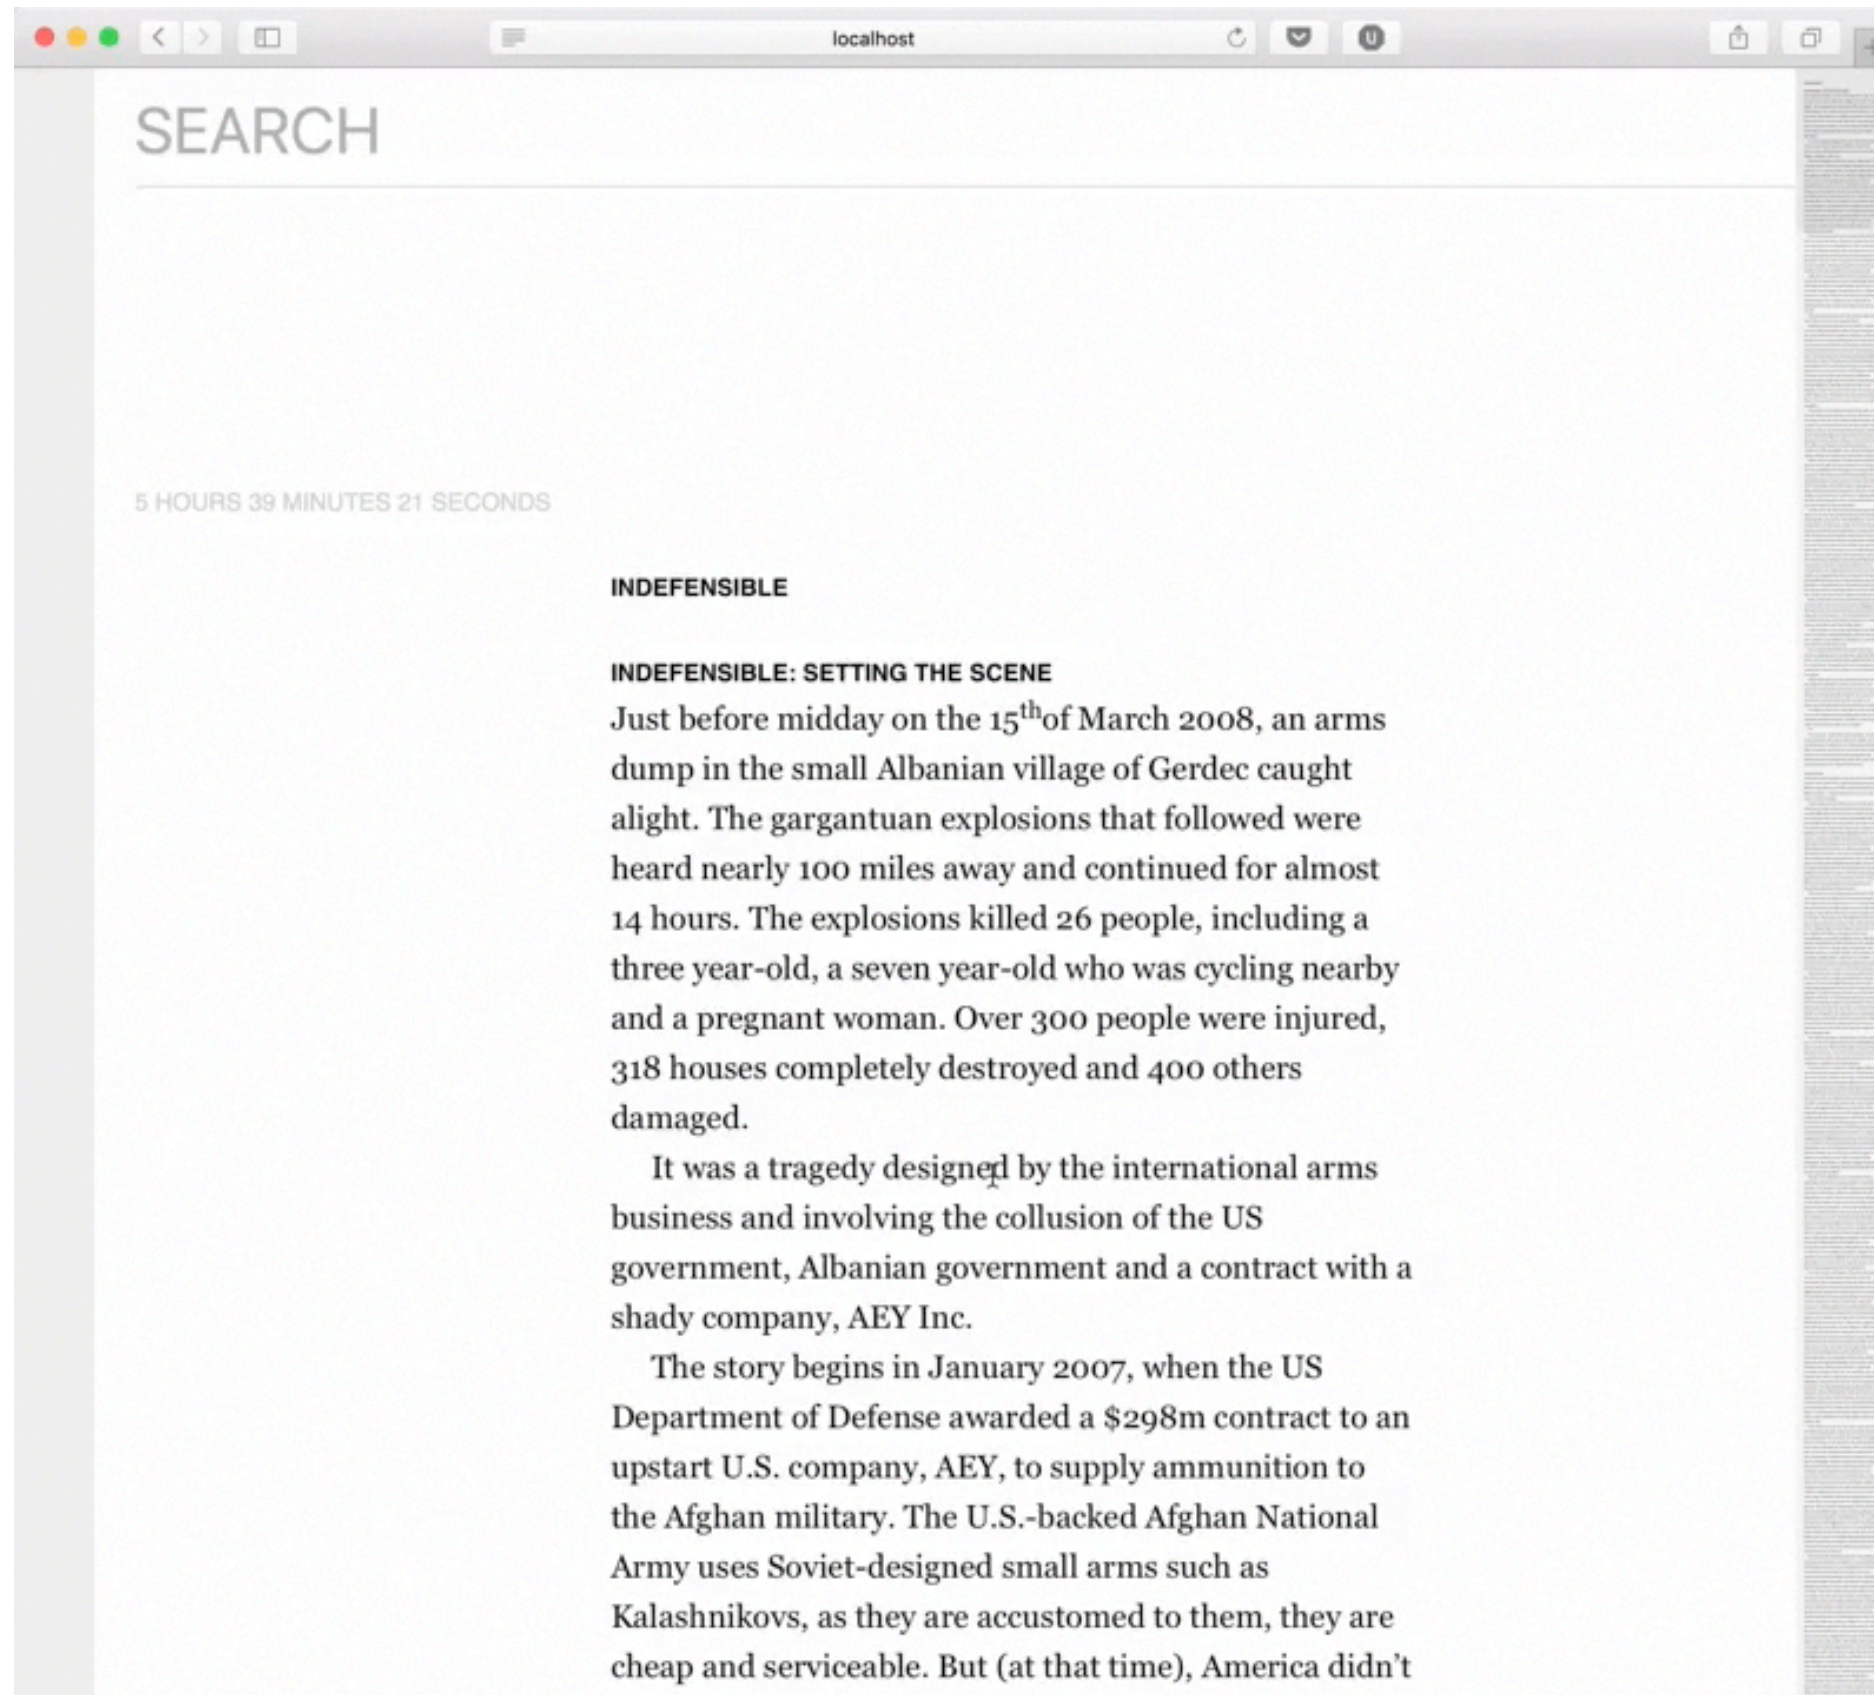 localhost
SEARCH
5 HOURS 39 MINUTES 21 SECONDS
INDEFENSIBLE
INDEFENSIBLE: SETTING THE SCENE
Just before midday on the 15thof March 2008, an arms
dump in the small Albanian village of Gerdec caught
alight. The gargantuan explosions that followed were
heard nearly 100 miles away and continued for almost
14 hours. The explosions killed 26 people, including a
three year-old, a seven year-old who was cycling nearby
and a pregnant woman. Over 300 people were injured,
318 houses completely destroyed and 400 others
damaged.
It was a tragedy designed by the international arms
business and involving the collusion of the US
government, Albanian government and a contract with a
shady company, AEY Inc.
The story begins in January 2007, when the US
Department of Defense awarded a $298m contract to an
upstart U.S. company, AEY, to supply ammunition to
the Afghan military. The U.S.-backed Afghan National
Army uses Soviet-designed small arms such as
Kalashnikovs, as they are accustomed to them, they are
cheap and serviceable. But (at that time), America didn’t